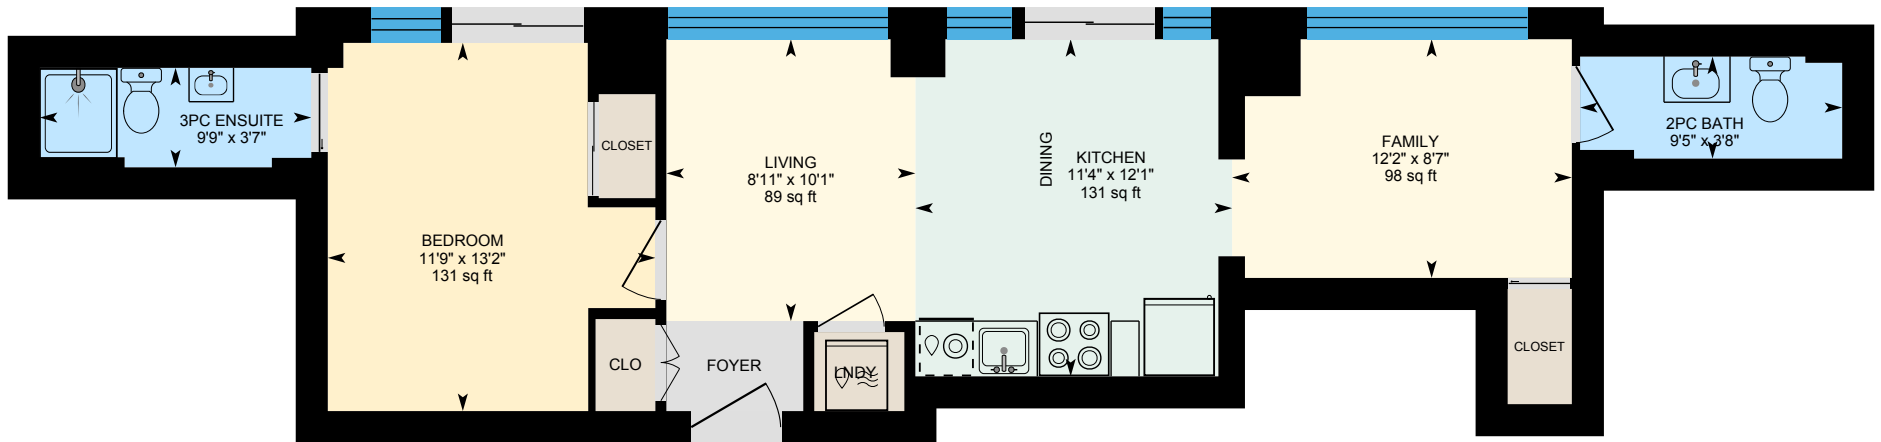 3PC ENSUITE
9'9" x 3'7"
BEDROOM
11'9" x 13'2"
131 sq ft
CLOSET
CLO
LIVING
8'11" x 10'1"
89 sq ft
FOYER
LNDY
DINING
KITCHEN
11'4" x 12'1"
131 sq ft
FAMILY
12'2" x 8'7"
98 sq ft
2PC BATH
9'5" x 3'8"
CLOSET